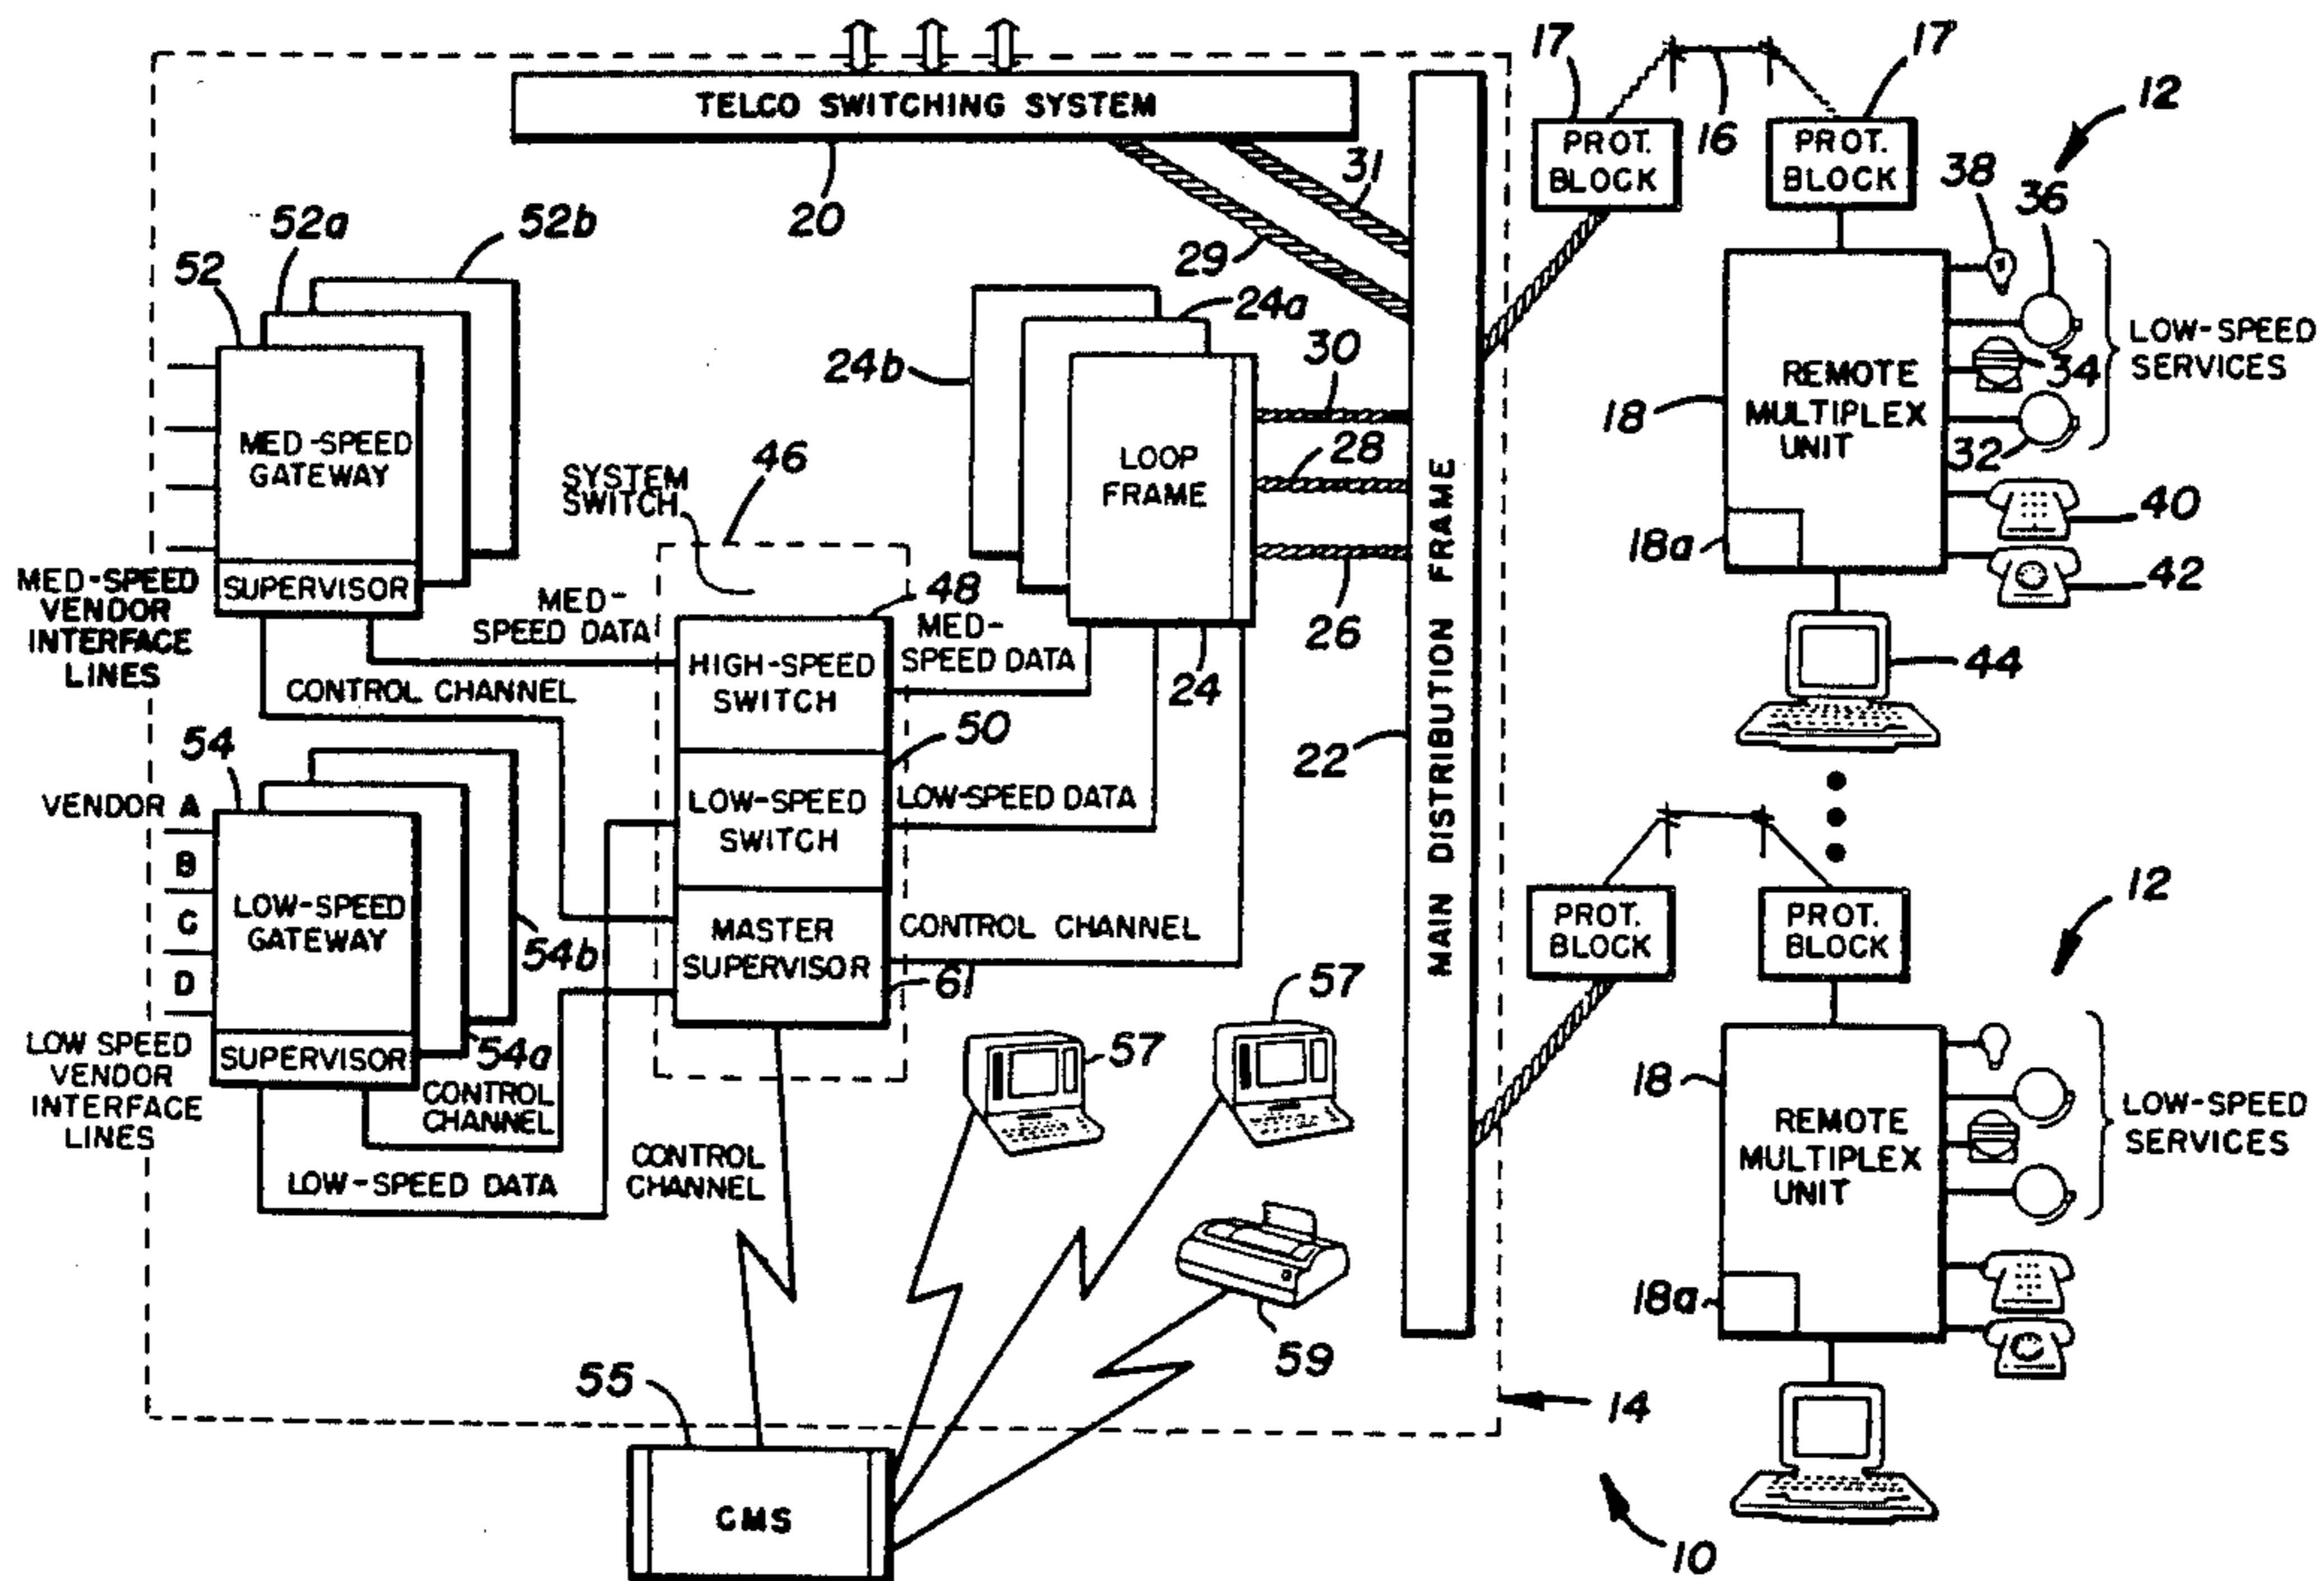 TELCO SWITCHING SYSTEM
20
31
29
17
17
16
12
PROT.
BLOCK
PROT.
BLOCK
38
36
34
32
LOW-SPEED
SERVICES
18
REMOTE
MULTIPLEX
UNIT
18a
40
42
44
52
52a
52b
MED-SPEED
GATEWAY
SUPERVISOR
MED-SPEED
VENDOR
INTERFACE
LINES
SYSTEM
SWITCH
46
24a
24b
LOOP
FRAME
24
30
28
26
MAIN DISTRIBUTION FRAME
22
MED-
SPEED DATA
48
MED-
SPEED DATA
CONTROL CHANNEL
HIGH-SPEED
SWITCH
50
LOW-SPEED
SWITCH
LOW-SPEED DATA
MASTER
SUPERVISOR
CONTROL CHANNEL
61
54
VENDOR A
B
C
D
LOW-SPEED
GATEWAY
54b
54a
SUPERVISOR
LOW SPEED
VENDOR
INTERFACE
LINES
CONTROL
CHANNEL
LOW-SPEED DATA
CONTROL
CHANNEL
57
57
59
55
CMS
PROT.
BLOCK
PROT.
BLOCK
12
18
REMOTE
MULTIPLEX
UNIT
18a
LOW-SPEED
SERVICES
14
10